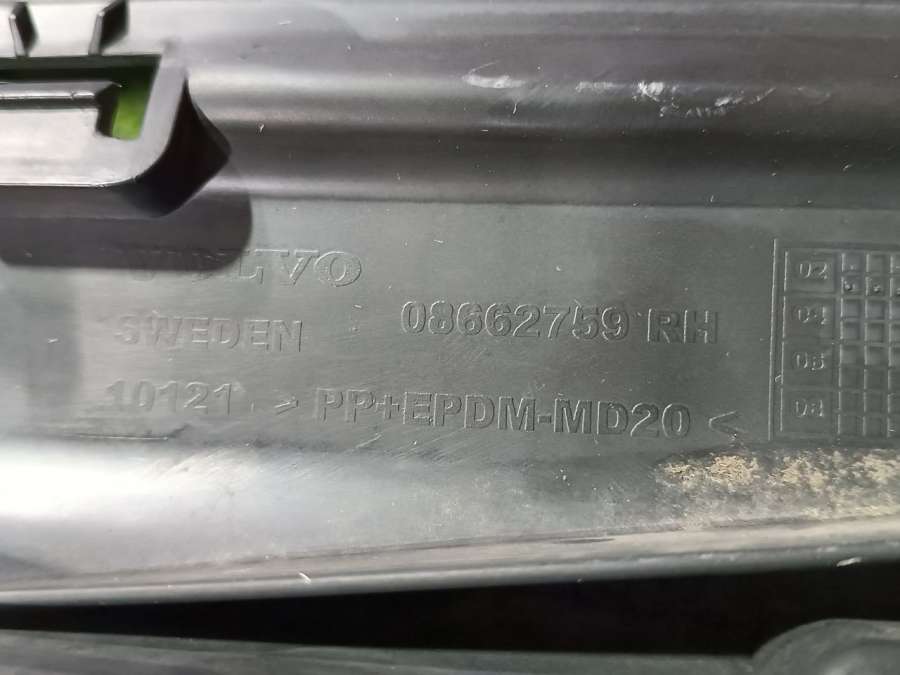 VOLVO
SWEDEN
08662759 RH
10121 > PP+EPDM-MD20 <
02
04
06
08